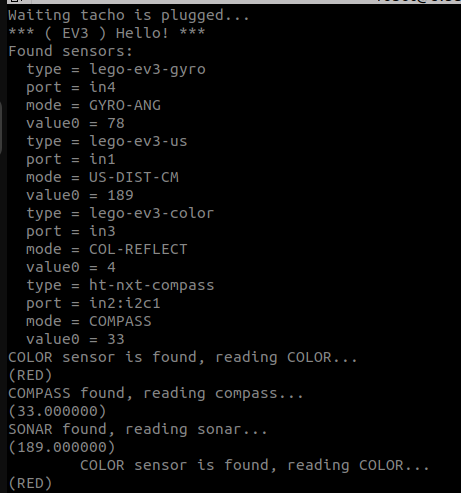 Waiting tacho is plugged...
*** ( EV3 ) Hello! ***
Found sensors:
  type = lego-ev3-gyro
  port = in4
  mode = GYRO-ANG
  value0 = 78
  type = lego-ev3-us
  port = in1
  mode = US-DIST-CM
  value0 = 189
  type = lego-ev3-color
  port = in3
  mode = COL-REFLECT
  value0 = 4
  type = ht-nxt-compass
  port = in2:i2c1
  mode = COMPASS
  value0 = 33
COLOR sensor is found, reading COLOR...
(RED)
COMPASS found, reading compass...
(33.000000)
SONAR found, reading sonar...
(189.000000)
        COLOR sensor is found, reading COLOR...
(RED)